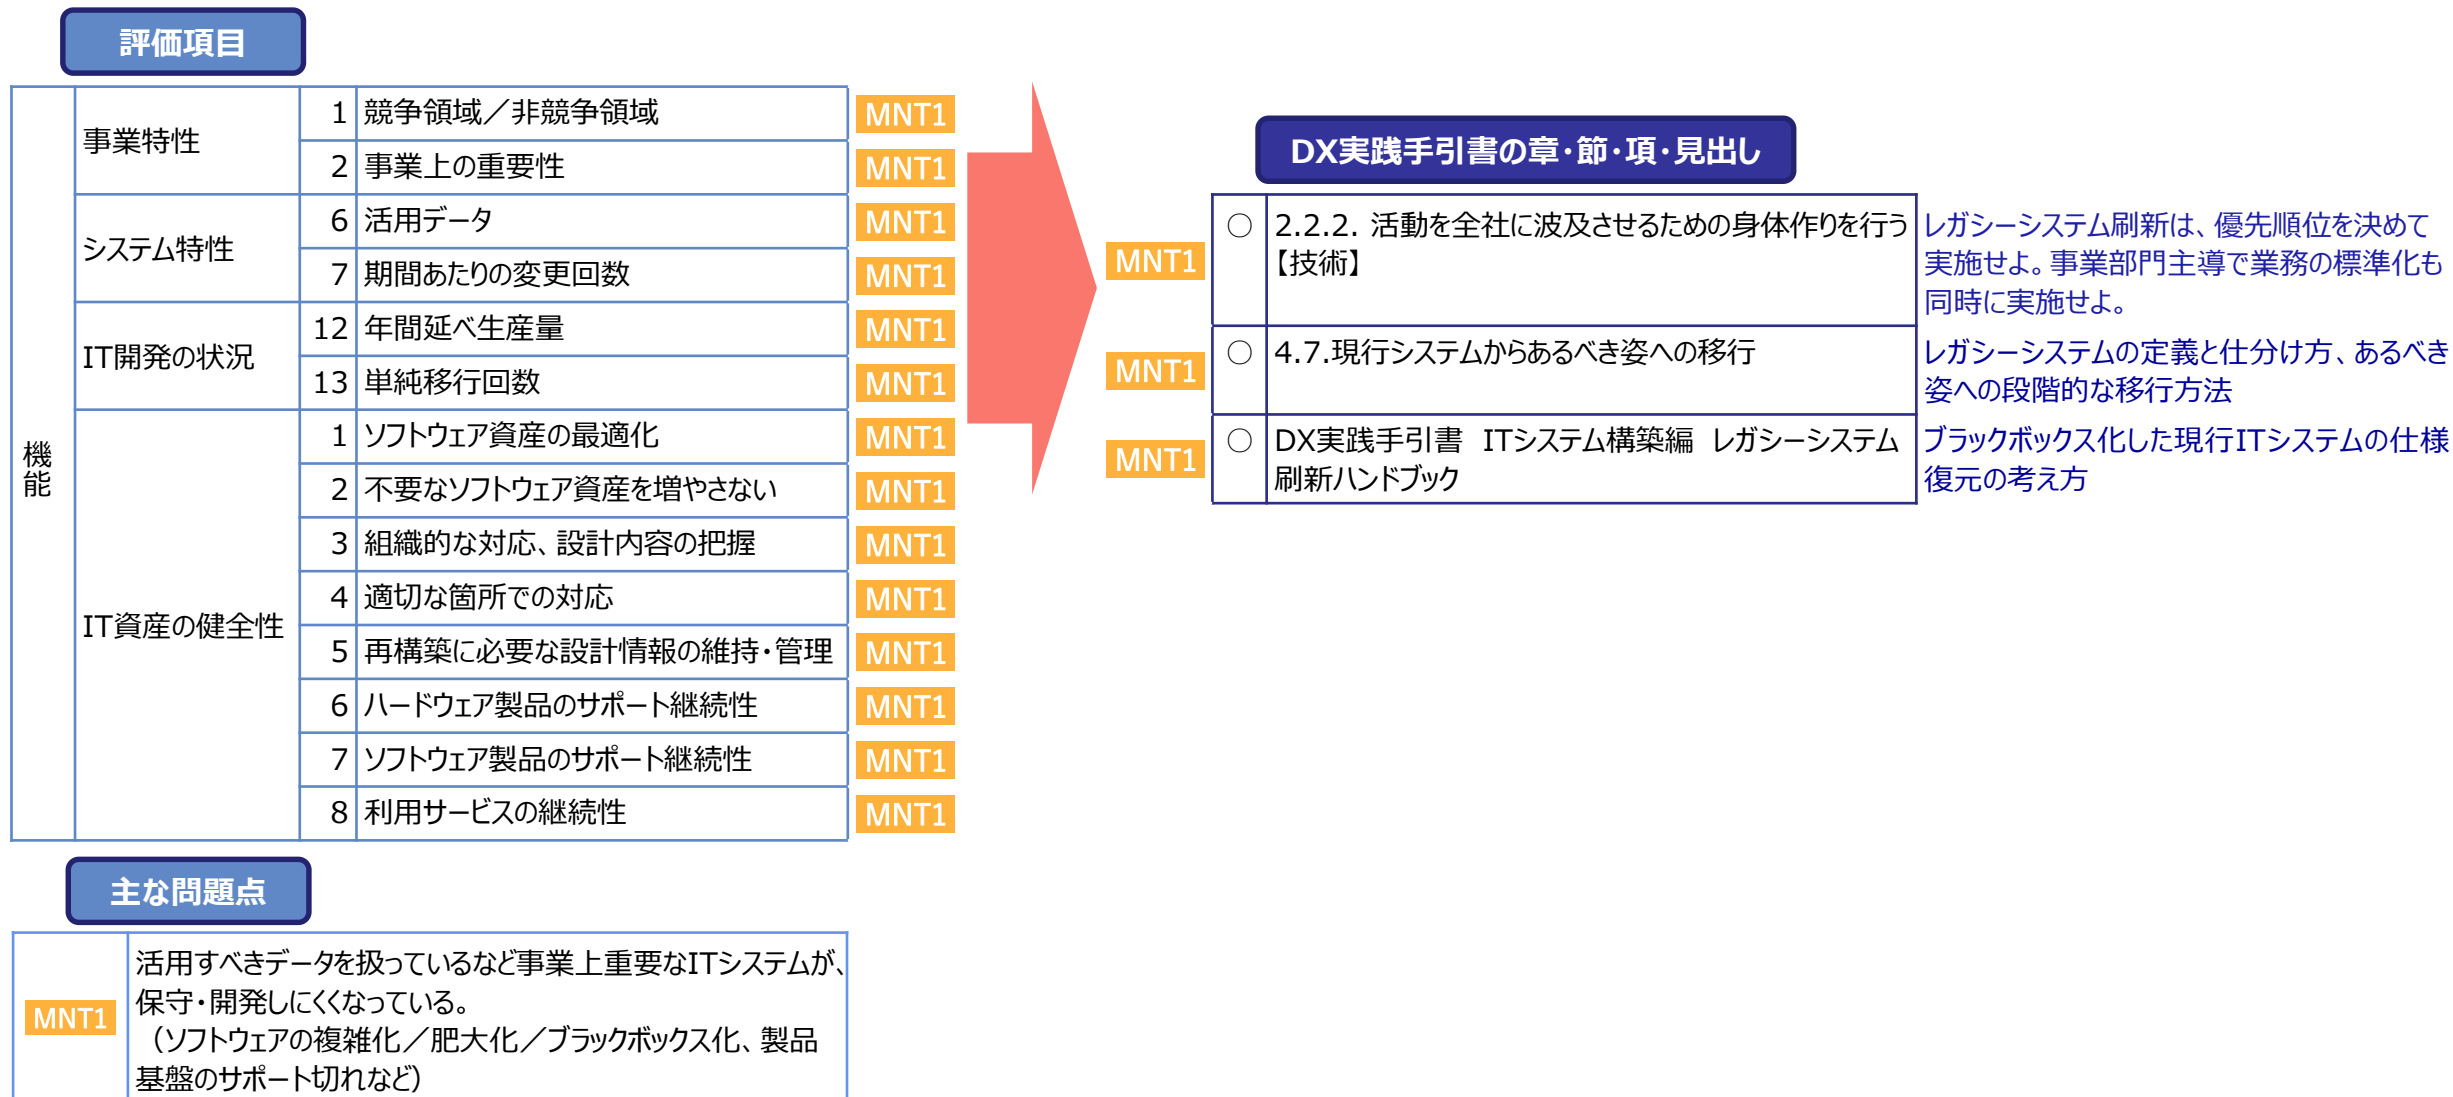 評価項目
機能
事業特性
1 競争領域／非競争領域 MNT1
2 事業上の重要性 MNT1
システム特性
6 活用データ MNT1
7 期間あたりの変更回数 MNT1
IT開発の状況
12 年間延べ生産量 MNT1
13 単純移行回数 MNT1
IT資産の健全性
1 ソフトウェア資産の最適化 MNT1
2 不要なソフトウェア資産を増やさない MNT1
3 組織的な対応、設計内容の把握 MNT1
4 適切な箇所での対応 MNT1
5 再構築に必要な設計情報の維持・管理 MNT1
6 ハードウェア製品のサポート継続性 MNT1
7 ソフトウェア製品のサポート継続性 MNT1
8 利用サービスの継続性 MNT1
主な問題点
MNT1
活用すべきデータを扱っているなど事業上重要なITシステムが、
保守・開発しにくくなっている。
（ソフトウェアの複雑化／肥大化／ブラックボックス化、製品
基盤のサポート切れなど）
DX実践手引書の章・節・項・見出し
MNT1
○ 2.2.2. 活動を全社に波及させるための身体作りを行う
【技術】
レガシーシステム刷新は、優先順位を決めて
実施せよ。事業部門主導で業務の標準化も
同時に実施せよ。
MNT1
○ 4.7.現行システムからあるべき姿への移行
レガシーシステムの定義と仕分け方、あるべき
姿への段階的な移行方法
MNT1
○ DX実践手引書　ITシステム構築編　レガシーシステム
刷新ハンドブック
ブラックボックス化した現行ITシステムの仕様
復元の考え方